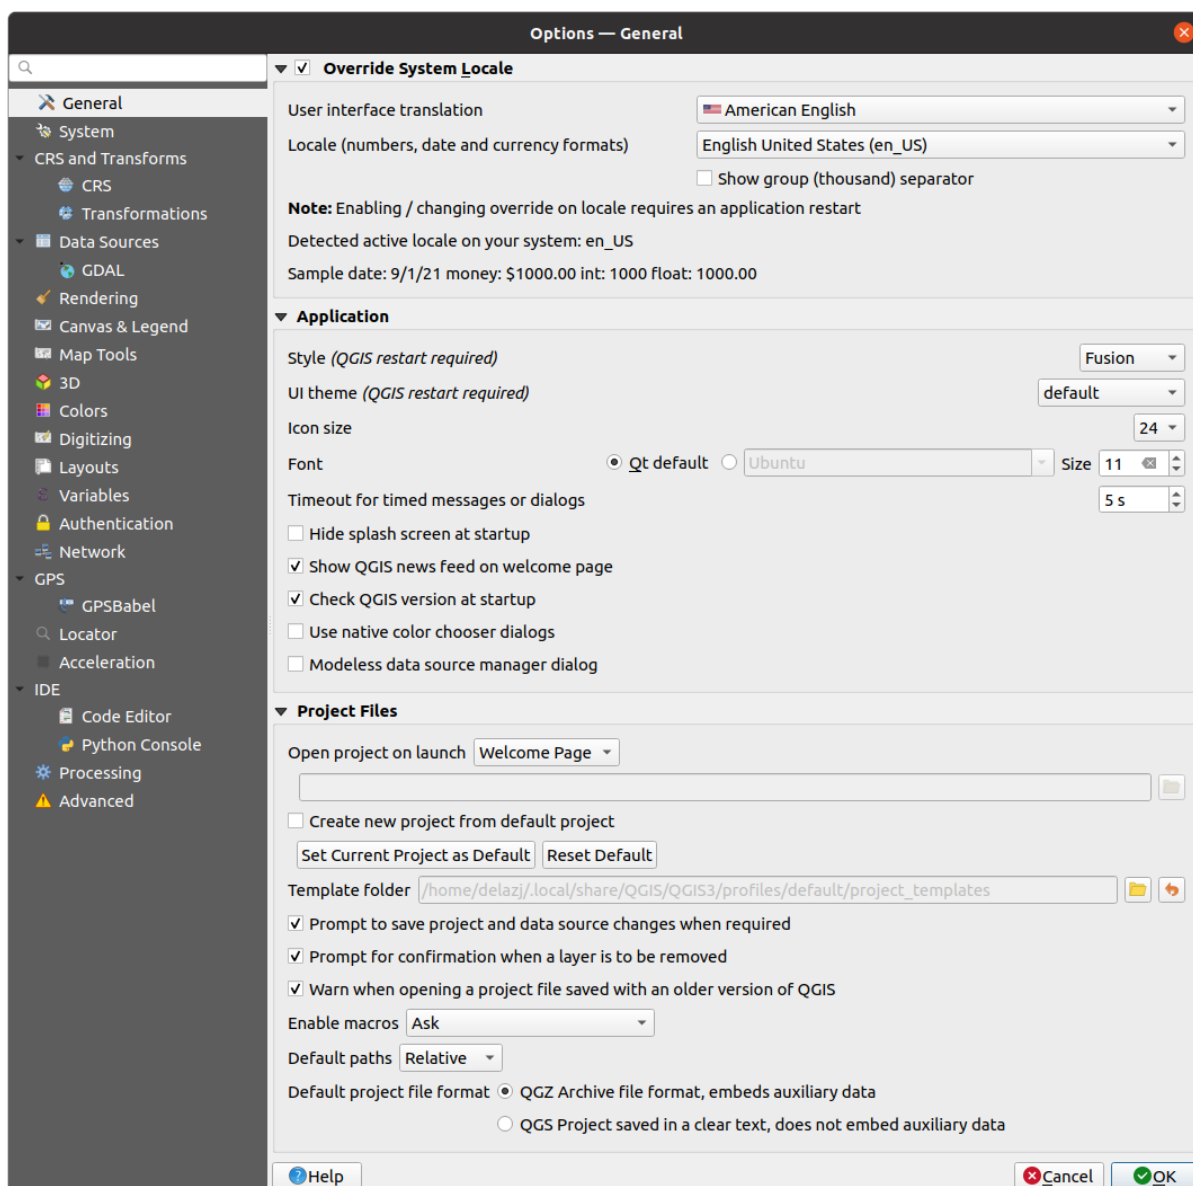 Options — General
General
System
CRS and Transforms
CRS
Transformations
Data Sources
GDAL
Rendering
Canvas & Legend
Map Tools
3D
Colors
Digitizing
Layouts
Variables
Authentication
Network
GPS
GPSBabel
Locator
Acceleration
IDE
Code Editor
Python Console
Processing
Advanced
Override System Locale
User interface translation American English
Locale (numbers, date and currency formats) English United States (en_US)
Show group (thousand) separator
Note: Enabling / changing override on locale requires an application restart
Detected active locale on your system: en_US
Sample date: 9/1/21 money: $1000.00 int: 1000 float: 1000.00
Application
Style (QGIS restart required) Fusion
UI theme (QGIS restart required) default
Icon size 24
Font Qt default Ubuntu Size 11
Timeout for timed messages or dialogs 5 s
Hide splash screen at startup
Show QGIS news feed on welcome page
Check QGIS version at startup
Use native color chooser dialogs
Modeless data source manager dialog
Project Files
Open project on launch Welcome Page
Create new project from default project
Set Current Project as Default Reset Default
Template folder /home/delazj/.local/share/QGIS/QGIS3/profiles/default/project_templates
Prompt to save project and data source changes when required
Prompt for confirmation when a layer is to be removed
Warn when opening a project file saved with an older version of QGIS
Enable macros Ask
Default paths Relative
Default project file format QGZ Archive file format, embeds auxiliary data
QGS Project saved in a clear text, does not embed auxiliary data
Help Cancel OK